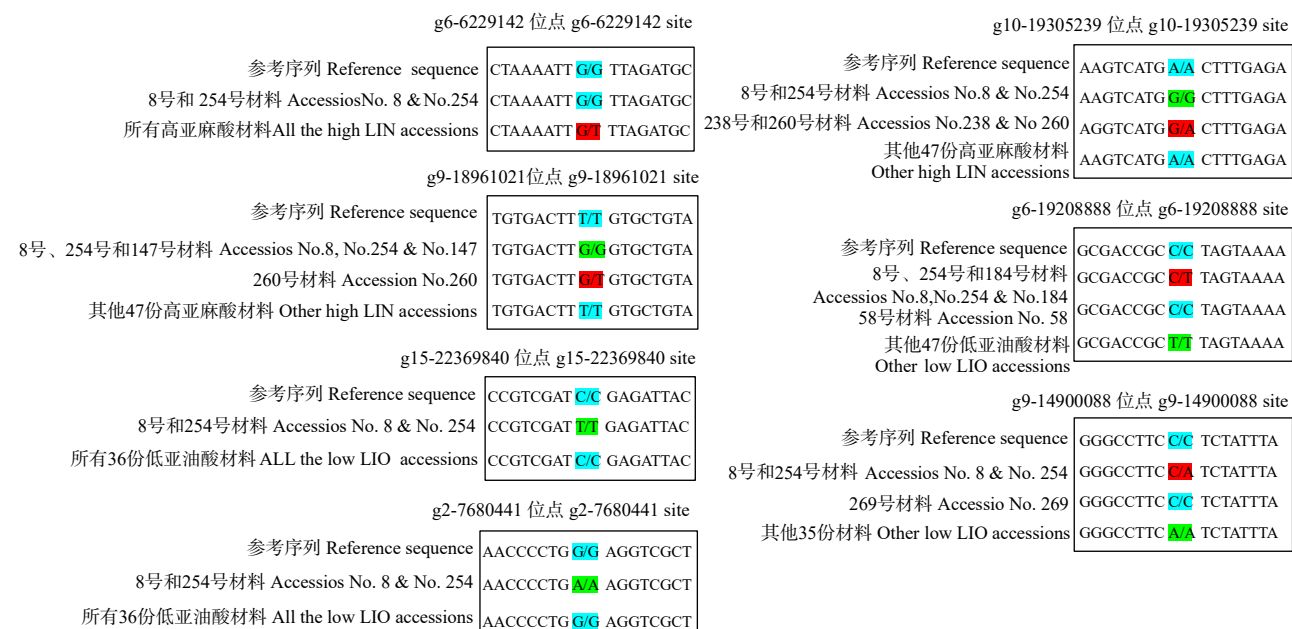 g6-6229142 位点 g6-6229142 site
参考序列 Reference sequence CTAAAATT G/G TTAGATGC
8号和 254号材料 AccessiosNo. 8 & No.254 CTAAAATT G/G TTAGATGC
所有高亚麻酸材料All the high LIN accessions CTAAAATT G/T TTAGATGC
g9-18961021位点 g9-18961021 site
参考序列 Reference sequence TGTGACTT T/T GTGCTGTA
8号、254号和147号材料 Accessios No.8, No.254 & No.147 TGTGACTT G/G GTGCTGTA
260号材料 Accession No.260 TGTGACTT G/T GTGCTGTA
其他47份高亚麻酸材料 Other high LIN accessions TGTGACTT T/T GTGCTGTA
g15-22369840 位点 g15-22369840 site
参考序列 Reference sequence CCGTCGAT C/C GAGATTAC
8号和254号材料 Accessios No. 8 & No. 254 CCGTCGAT T/T GAGATTAC
所有36份低亚油酸材料 ALL the low LIO accessions CCGTCGAT C/C GAGATTAC
g2-7680441 位点 g2-7680441 site
参考序列 Reference sequence AACCCCTG G/G AGGTCGCT
8号和254号材料 Accessios No. 8 & No. 254 AACCCCTG A/A AGGTCGCT
所有36份低亚油酸材料 All the low LIO accessions AACCCCTG G/G AGGTCGCT
g10-19305239 位点 g10-19305239 site
参考序列 Reference sequence AAGTCATG A/A CTTTGAGA
8号和254号材料 Accessios No.8 & No.254 AAGTCATG G/G CTTTGAGA
238号和260号材料 Accessios No.238 & No 260 AGGTCATG G/A CTTTGAGA
其他47份高亚麻酸材料
Other high LIN accessions AAGTCATG A/A CTTTGAGA
g6-19208888 位点 g6-19208888 site
参考序列 Reference sequence GCGACCGC C/C TAGTAAAA
8号、254号和184号材料 GCGACCGC C/T TAGTAAAA
Accessios No.8,No.254 & No.184
58号材料 Accession No. 58 GCGACCGC C/C TAGTAAAA
其他47份低亚油酸材料 GCGACCGC T/T TAGTAAAA
Other low LIO accessions
g9-14900088 位点 g9-14900088 site
参考序列 Reference sequence GGGCCTTC C/C TCTATTTA
8号和254号材料 Accessios No. 8 & No. 254 GGGCCTTC C/A TCTATTTA
269号材料 Accessio No. 269 GGGCCTTC C/C TCTATTTA
其他35份材料 Other low LIO accessions GGGCCTTC A/A TCTATTTA